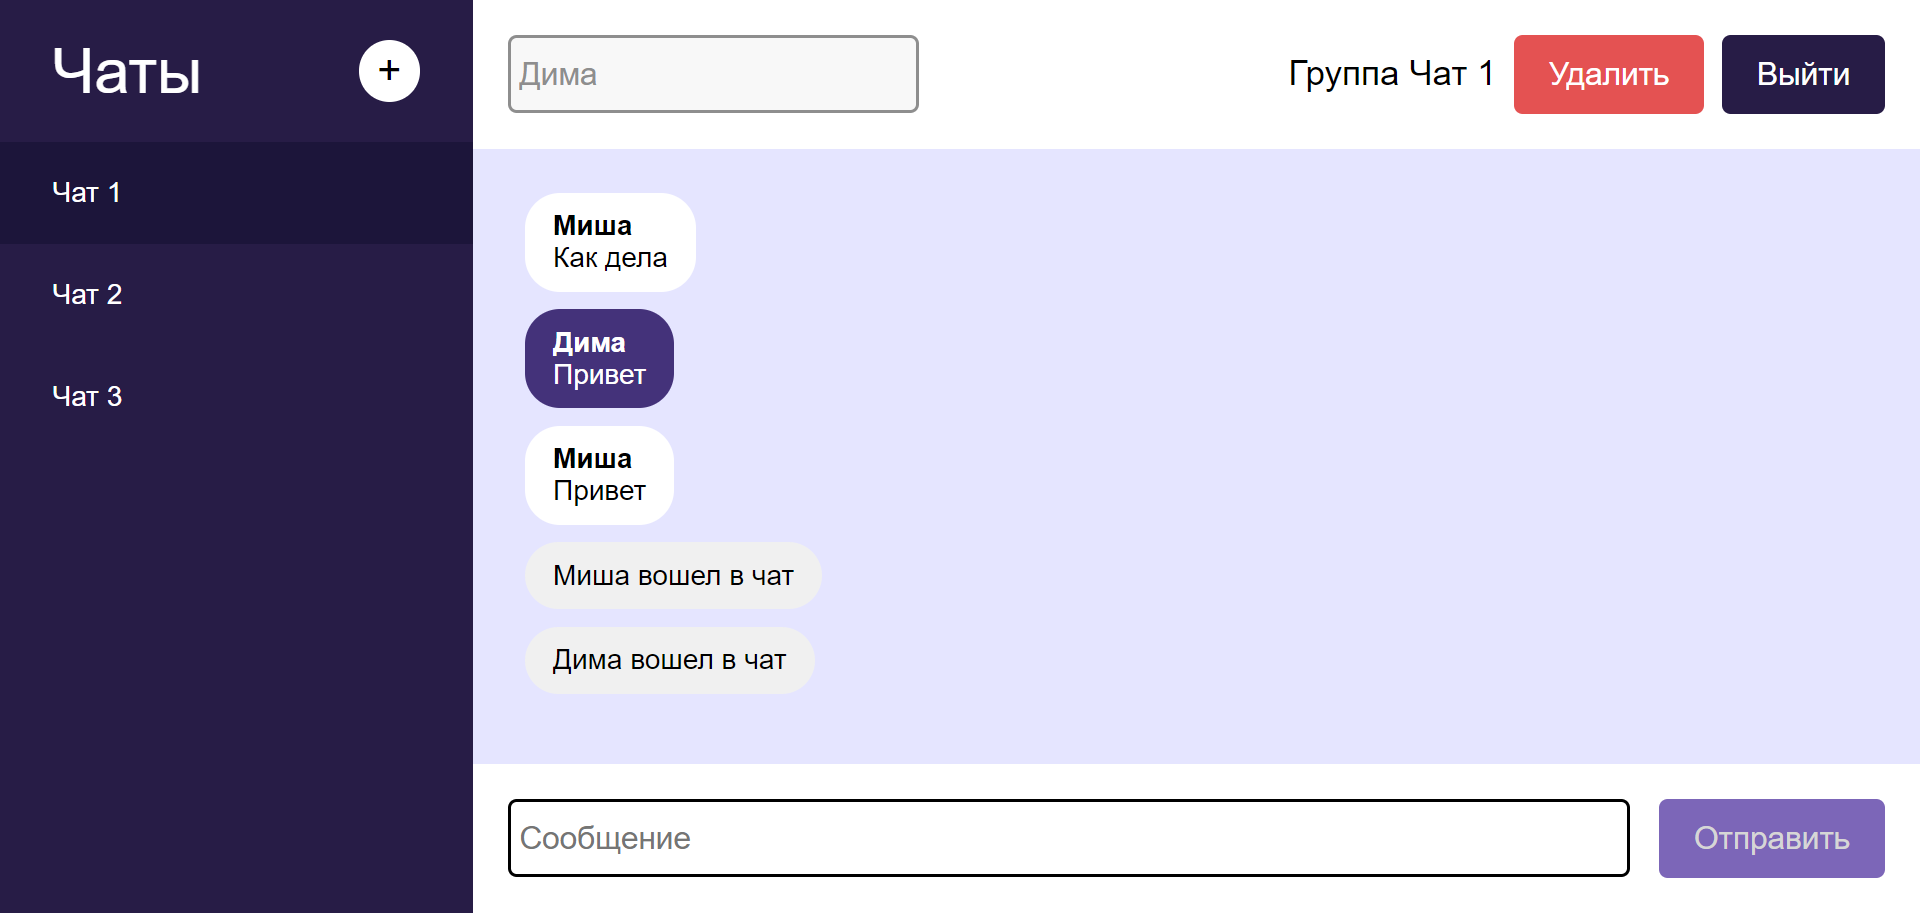 Чаты
+
Чат 1
Чат 2
Чат 3
Дима
Группа Чат 1
Удалить
Выйти
Миша
Как дела
Дима
Привет
Миша
Привет
Миша вошел в чат
Дима вошел в чат
Сообщение
Отправить